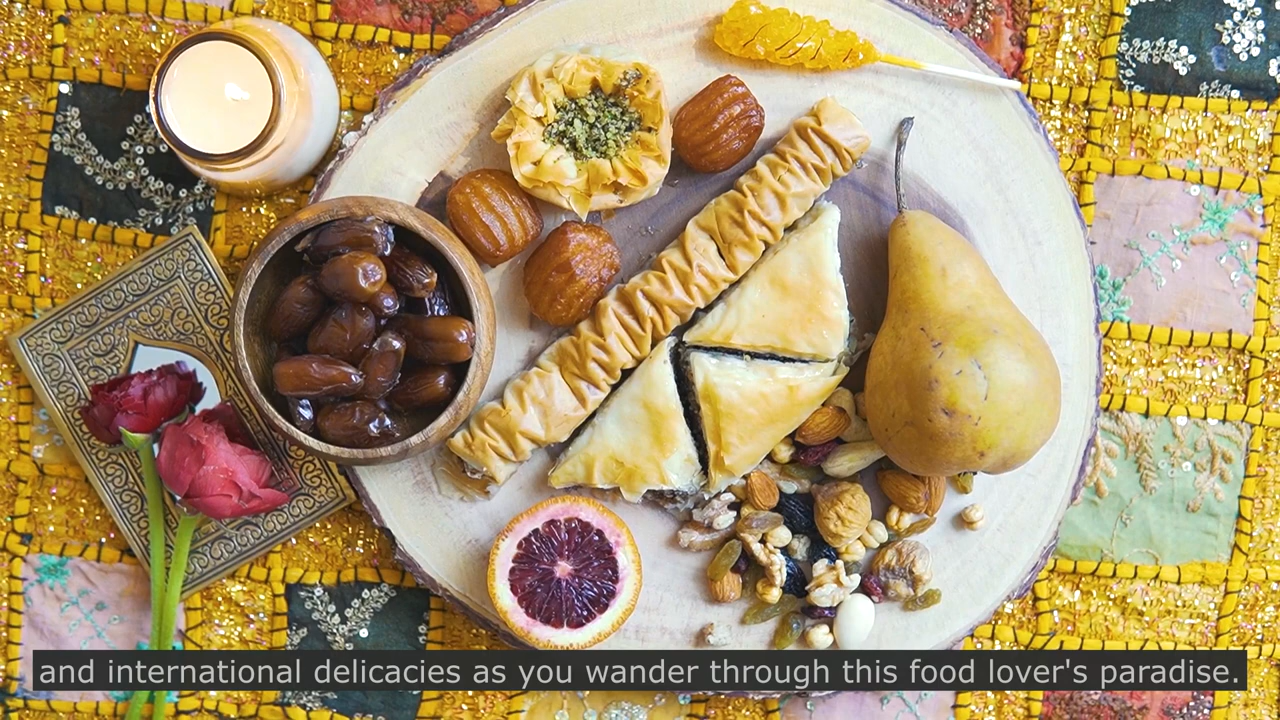 and international delicacies as you wander through this food lover's paradise.